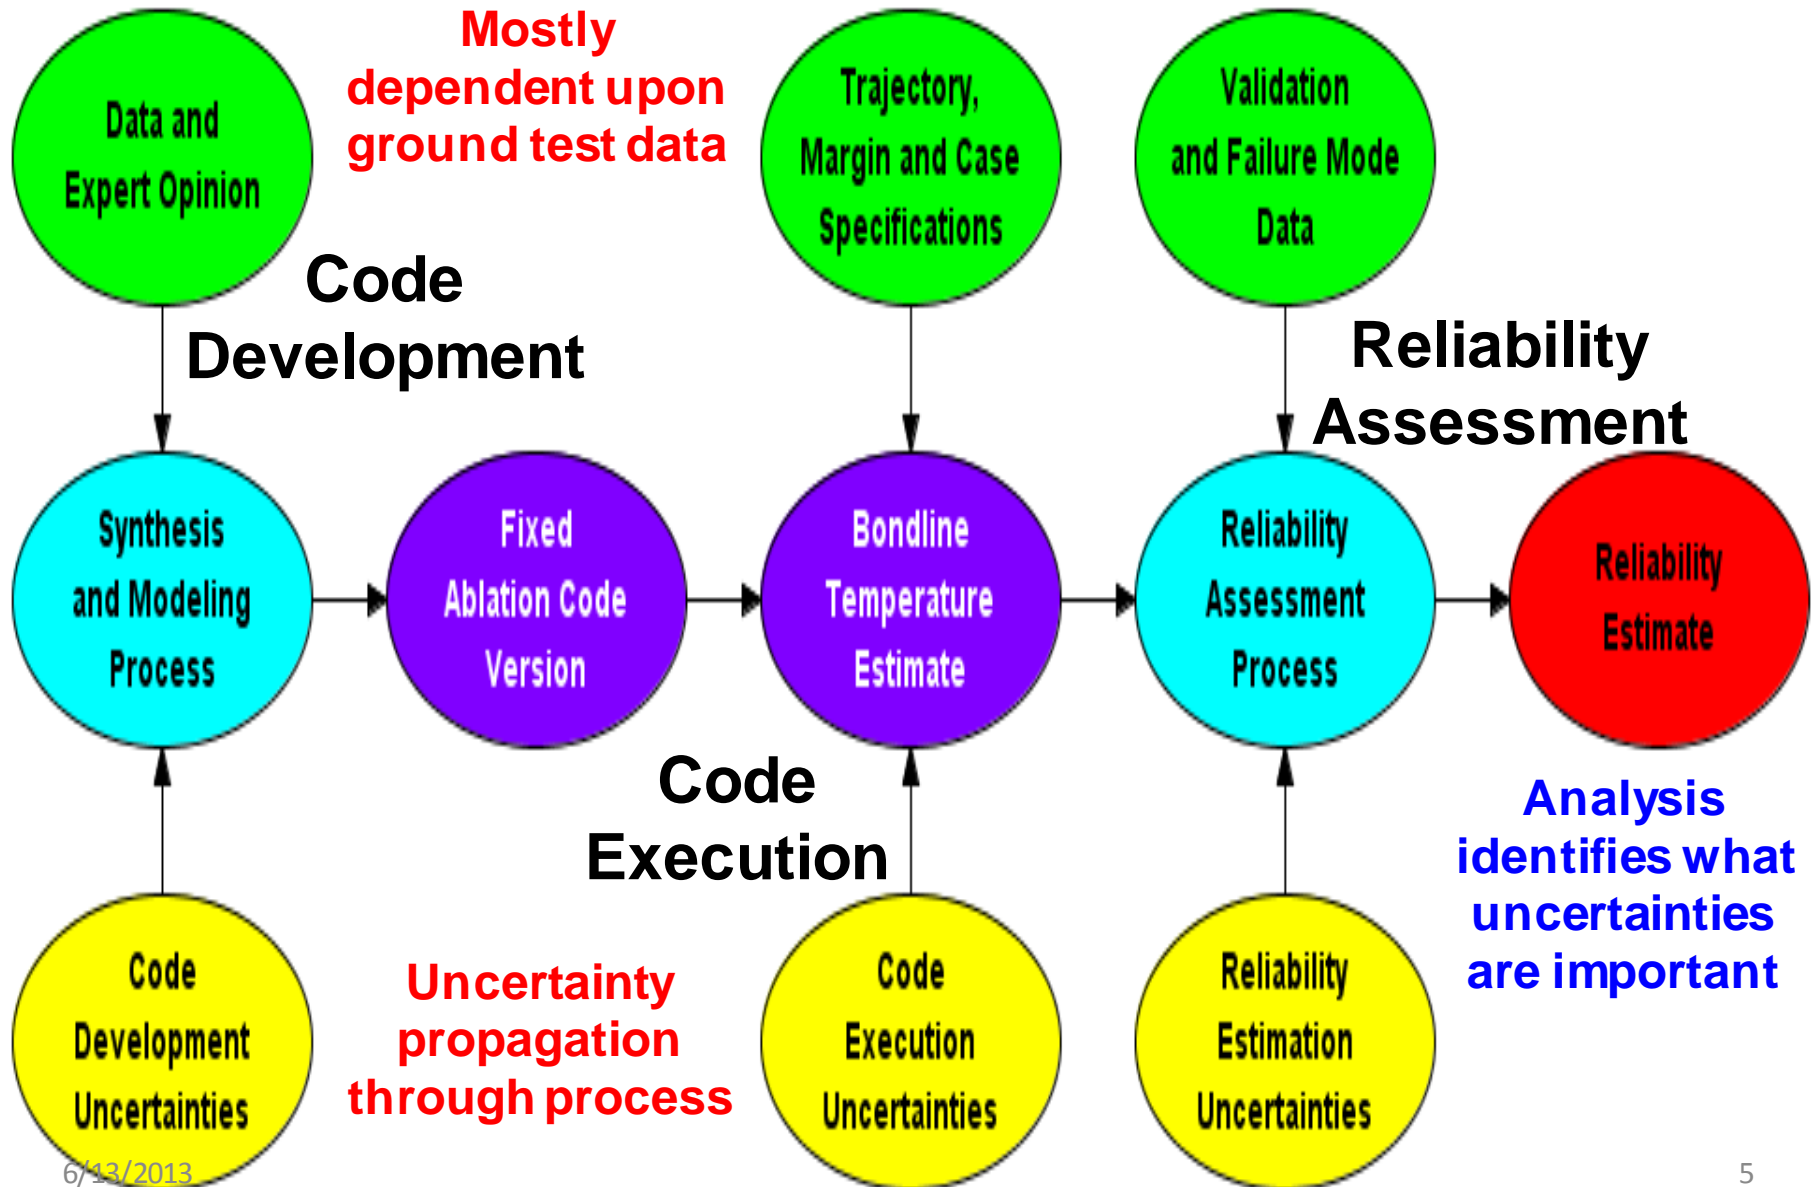 Data and
Expert Opinion
Mostly
dependent upon
ground test data
Trajectory,
Margin and Case
Specifications
Validation
and Failure Mode
Data
Code
Development
Reliability
Assessment
Synthesis
and Modeling
Process
Fixed
Ablation Code
Version
Bondline
Temperature
Estimate
Reliability
Assessment
Process
Reliability
Estimate
Code
Execution
Analysis
identifies what
uncertainties
are important
Code
Development
Uncertainties
Uncertainty
propagation
through process
Code
Execution
Uncertainties
Reliability
Estimation
Uncertainties
6/13/2013
5